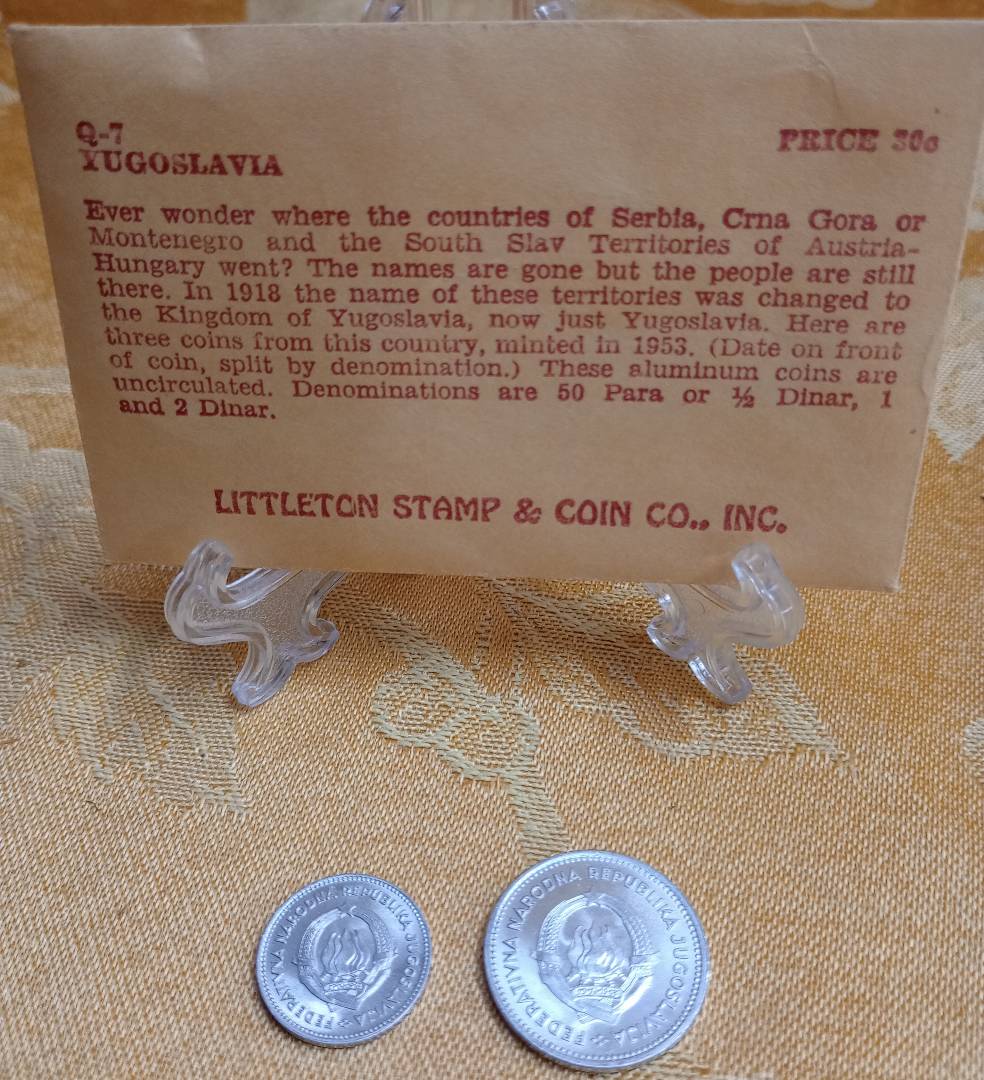 Q-7
YUGOSLAVIA
PRICE 30c
Ever wonder where the countries of Serbia, Crna Gora or
Montenegro and the South Slav Territories of Austria-
Hungary went? The names are gone but the people are still
there. In 1918 the name of these territories was changed to
the Kingdom of Yugoslavia, now just Yugoslavia. Here are
three coins from this country, minted in 1953. (Date on front
of coin, split by denomination.) These aluminum coins are
uncirculated. Denominations are 50 Para or ½ Dinar, 1
and 2 Dinar.
LITTLETON STAMP & COIN CO., INC.
FEDERATIVNA NARODNA REPUBLIKA JUGOSLAVIJA
FEDERATIVNA NARODNA REPUBLIKA JUGOSLAVIJA